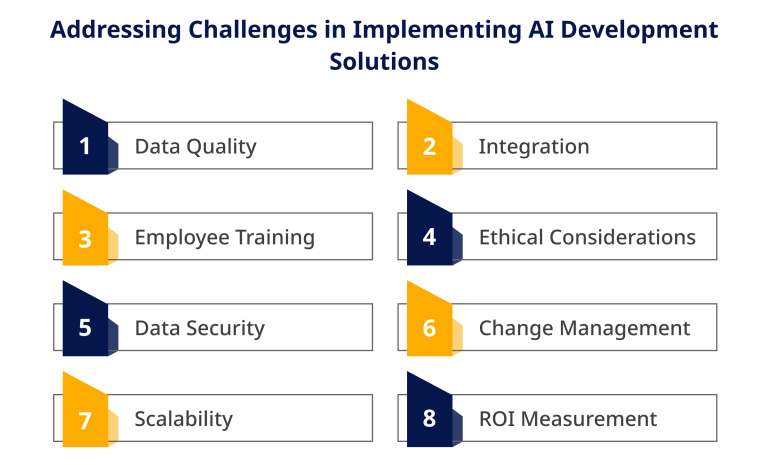 Addressing Challenges in Implementing AI Development
Solutions
1 Data Quality
2 Integration
3 Employee Training
4 Ethical Considerations
5 Data Security
6 Change Management
7 Scalability
8 ROI Measurement